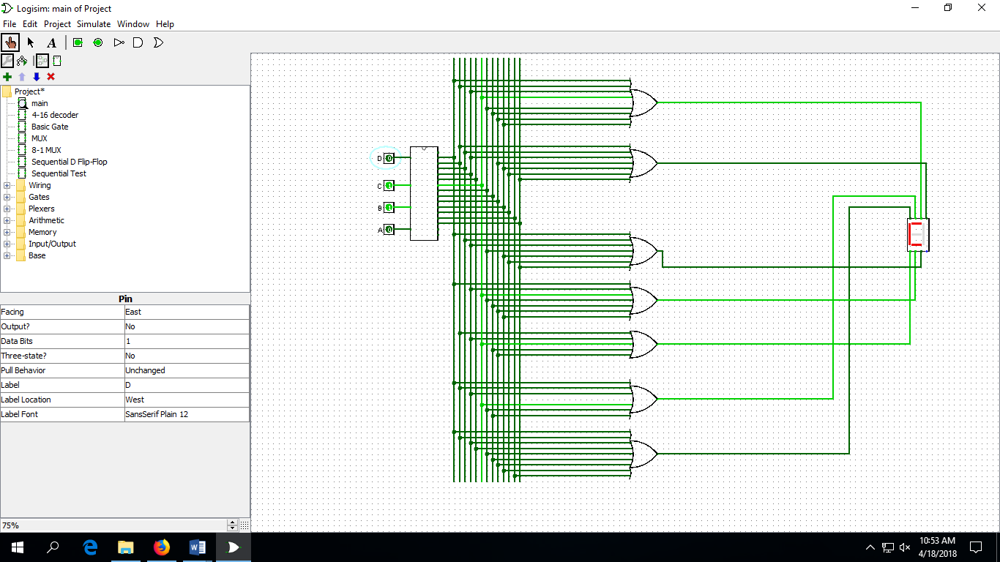 Logisim: main of Project
File Edit Project Simulate Window Help
A
Project*
main
4-16 decoder
Basic Gate
MUX
8-1 MUX
Sequential D Flip-Flop
Sequential Test
Wiring
Gates
Plexers
Arithmetic
Memory
Input/Output
Base
Pin
Facing East
Output? No
Data Bits 1
Three-state? No
Pull Behavior Unchanged
Label D
Label Location West
Label Font SansSerif Plain 12
75%
D 0
C 1
B 1
A 0
10:53 AM
4/18/2018